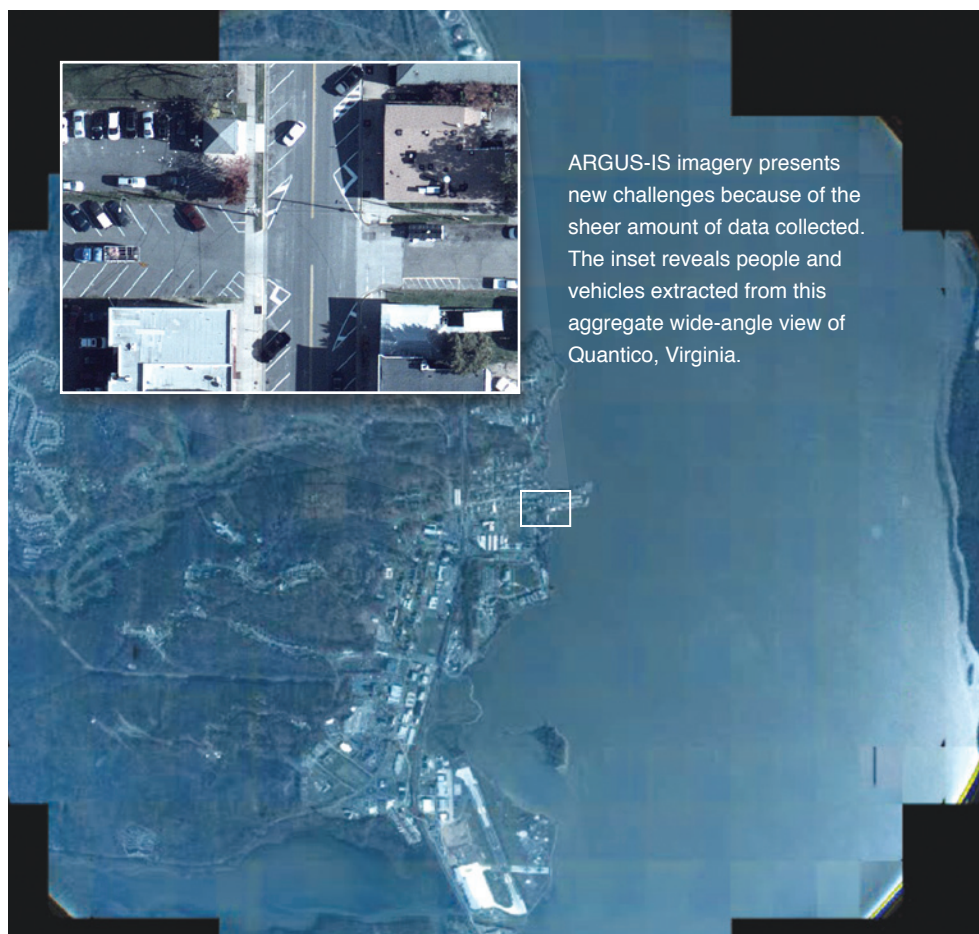 ARGUS-IS imagery presents
new challenges because of the
sheer amount of data collected.
The inset reveals people and
vehicles extracted from this
aggregate wide-angle view of
Quantico, Virginia.